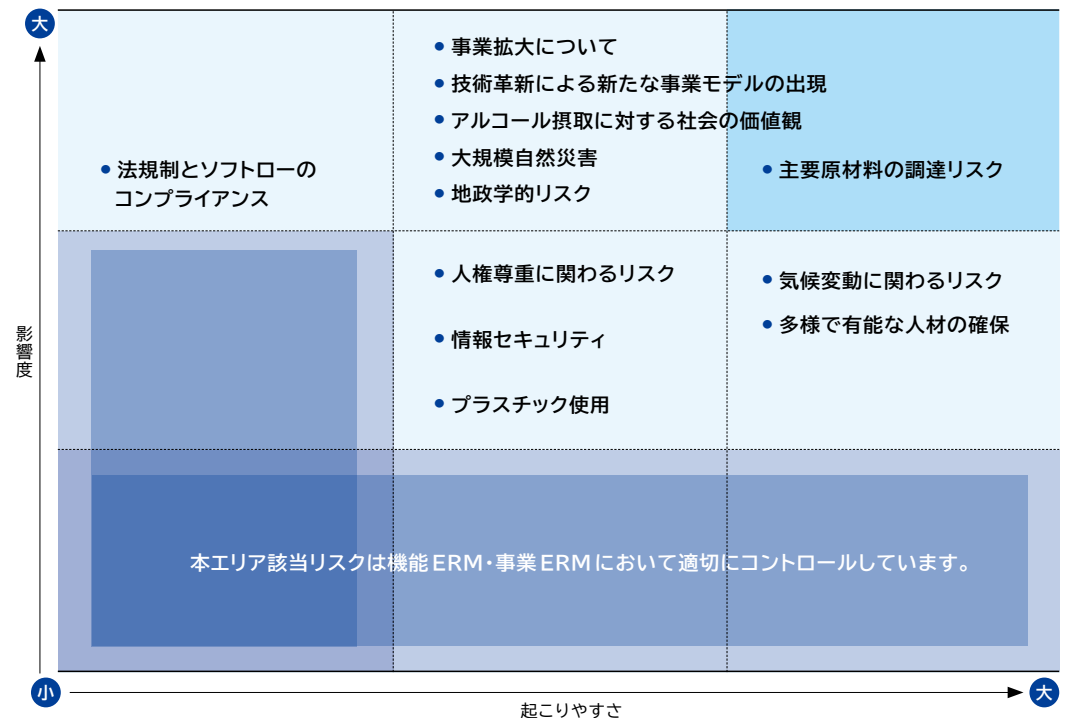 大
• 事業拡大について
• 技術革新による新たな事業モデルの出現
• アルコール摂取に対する社会の価値観
• 大規模自然災害
• 地政学的リスク
• 法規制とソフトローの
コンプライアンス
• 主要原材料の調達リスク
• 人権尊重に関わるリスク
• 情報セキュリティ
• プラスチック使用
• 気候変動に関わるリスク
• 多様で有能な人材の確保
影響度
本エリア該当リスクは機能ERM・事業ERMにおいて適切にコントロールしています。
小
起こりやすさ
大